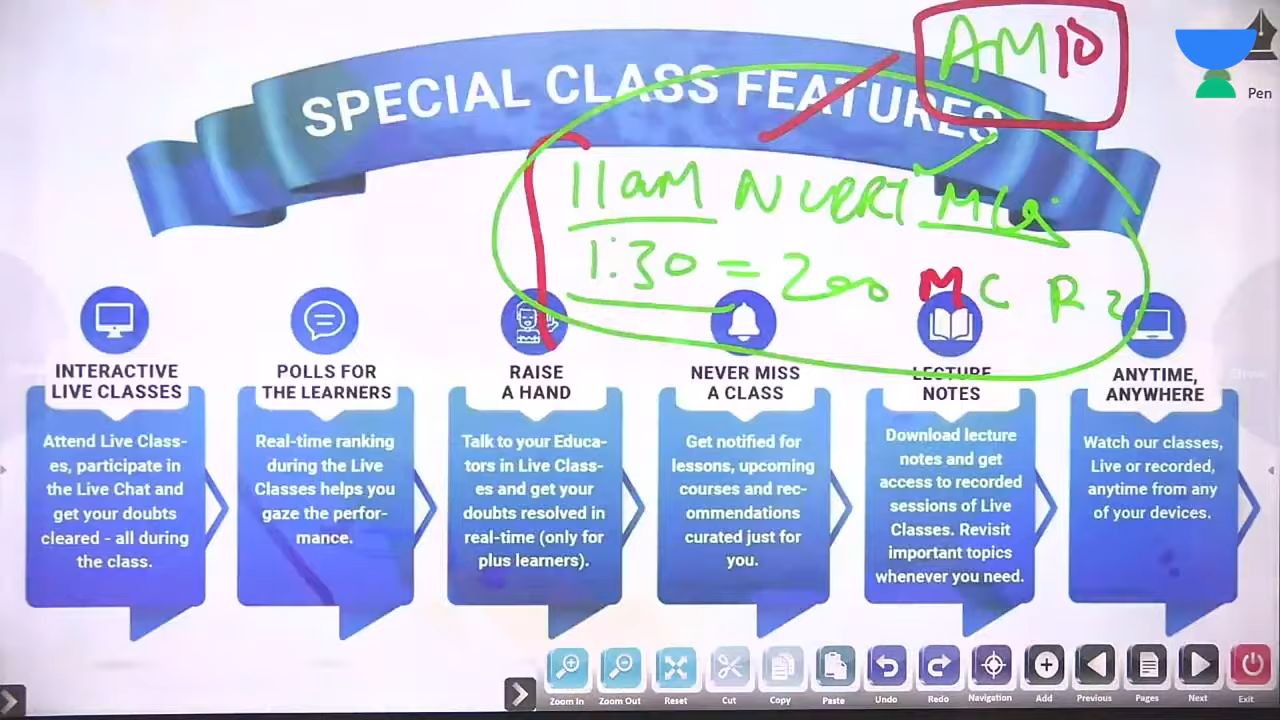 AM10
Pen
SPECIAL CLASS FEATURES
11am NCERT MCQs
1:30 = 200 MC R2
INTERACTIVE
LIVE CLASSES
Attend Live Class-
es, participate in
the Live Chat and
get your doubts
cleared - all during
the class.
POLLS FOR
THE LEARNERS
Real-time ranking
during the Live
Classes helps you
gaze the perfor-
mance.
RAISE
A HAND
Talk to your Educa-
tors in Live Class-
es and get your
doubts resolved in
real-time (only for
plus learners).
NEVER MISS
A CLASS
Get notified for
lessons, upcoming
courses and rec-
ommendations
curated just for
you.
LECTURE
NOTES
Download lecture
notes and get
access to recorded
sessions of Live
Classes. Revisit
important topics
whenever you need.
ANYTIME,
ANYWHERE
Watch our classes,
Live or recorded,
anytime from any
of your devices.
Zoom In Zoom Out Reset Cut Copy Paste Undo Redo Navigation Add Previous Pages Next Exit